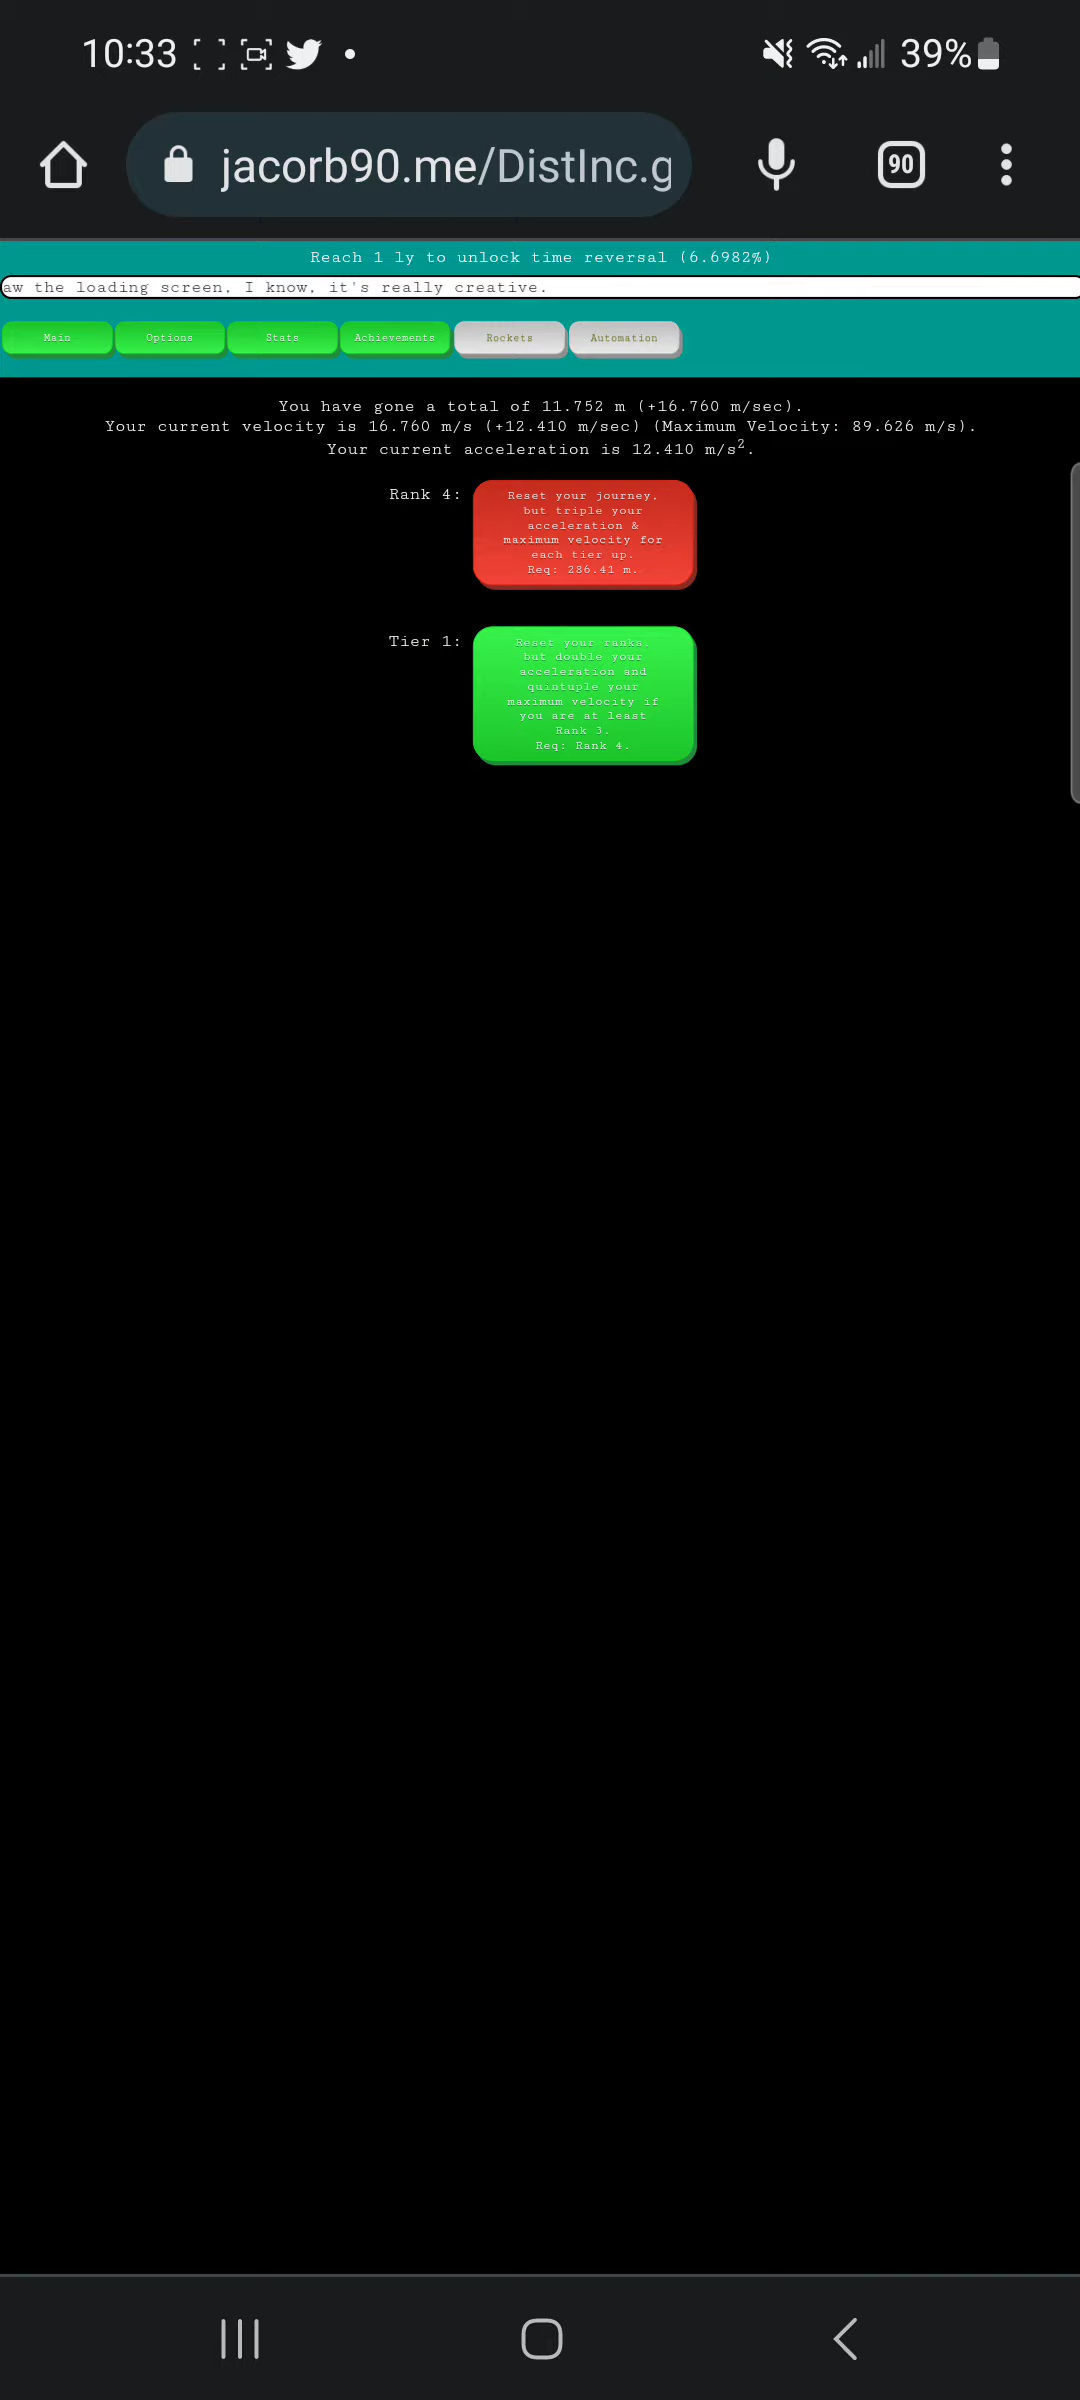 10:33
39%
jacorb90.me/DistInc.g
90
Reach 1 ly to unlock time reversal (6.6982%)
aw the loading screen, I know, it's really creative.
Main
Options
Stats
Achievements
Rockets
Automation
You have gone a total of 11.752 m (+16.760 m/sec).
Your current velocity is 16.760 m/s (+12.410 m/sec) (Maximum Velocity: 89.626 m/s).
Your current acceleration is 12.410 m/s².
Rank 4:
Reset your journey,
but triple your
acceleration &
maximum velocity for
each tier up.
Req: 286.41 m.
Tier 1:
Reset your ranks,
but double your
acceleration and
quintuple your
maximum velocity if
you are at least
Rank 3.
Req: Rank 4.